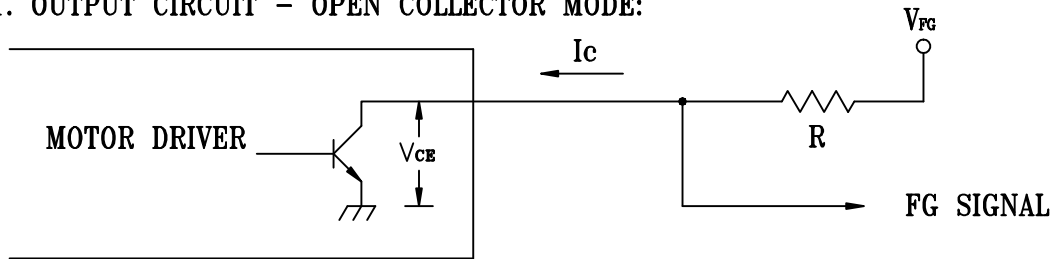 1. OUTPUT CIRCUIT - OPEN COLLECTOR MODE:
VFG
Ic
MOTOR DRIVER
VCE
R
FG SIGNAL